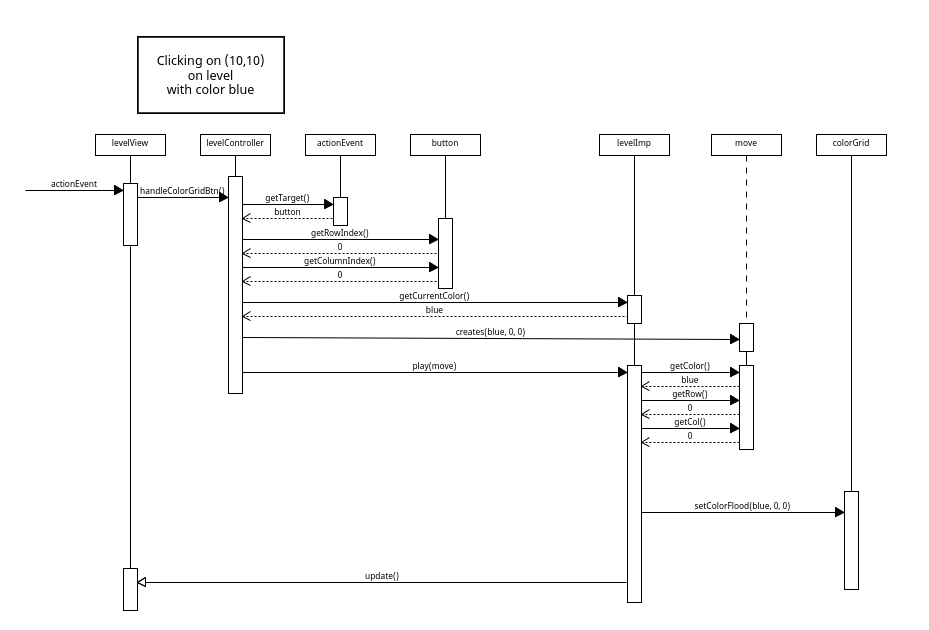 Clicking on (10,10)
on level
with color blue
levelView
levelController
actionEvent
button
levelImp
move
colorGrid
actionEvent
handleColorGridBtn()
getTarget()
button
getRowIndex()
0
getColumnIndex()
0
getCurrentColor()
blue
creates(blue, 0, 0)
play(move)
getColor()
blue
getRow()
0
getCol()
0
setColorFlood(blue, 0, 0)
update()